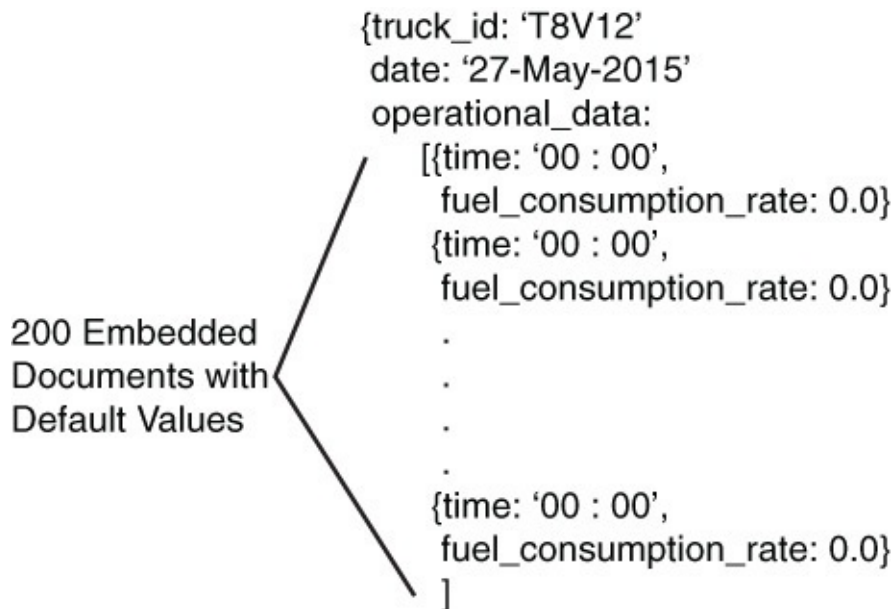 {truck_id: ‘T8V12’
date: ‘27-May-2015’
operational_data:
[{time: ‘00 : 00’,
fuel_consumption_rate: 0.0}
{time: ‘00 : 00’,
fuel_consumption_rate: 0.0}
200 Embedded
Documents with
Default Values
.
.
.
.
{time: ‘00 : 00’,
fuel_consumption_rate: 0.0}
]